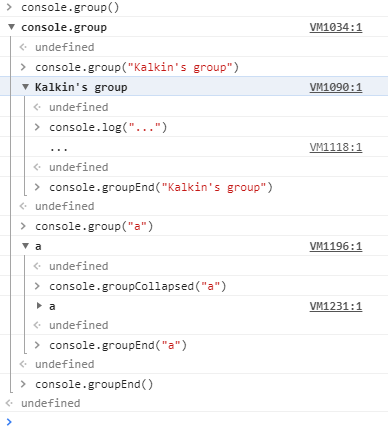 console.group()
console.group VM1034:1
undefined
console.group("Kalkin's group")
Kalkin's group VM1090:1
undefined
console.log("...")
... VM1118:1
undefined
console.groupEnd("Kalkin's group")
undefined
console.group("a")
a VM1196:1
undefined
console.groupCollapsed("a")
a VM1231:1
undefined
console.groupEnd("a")
undefined
console.groupEnd()
undefined